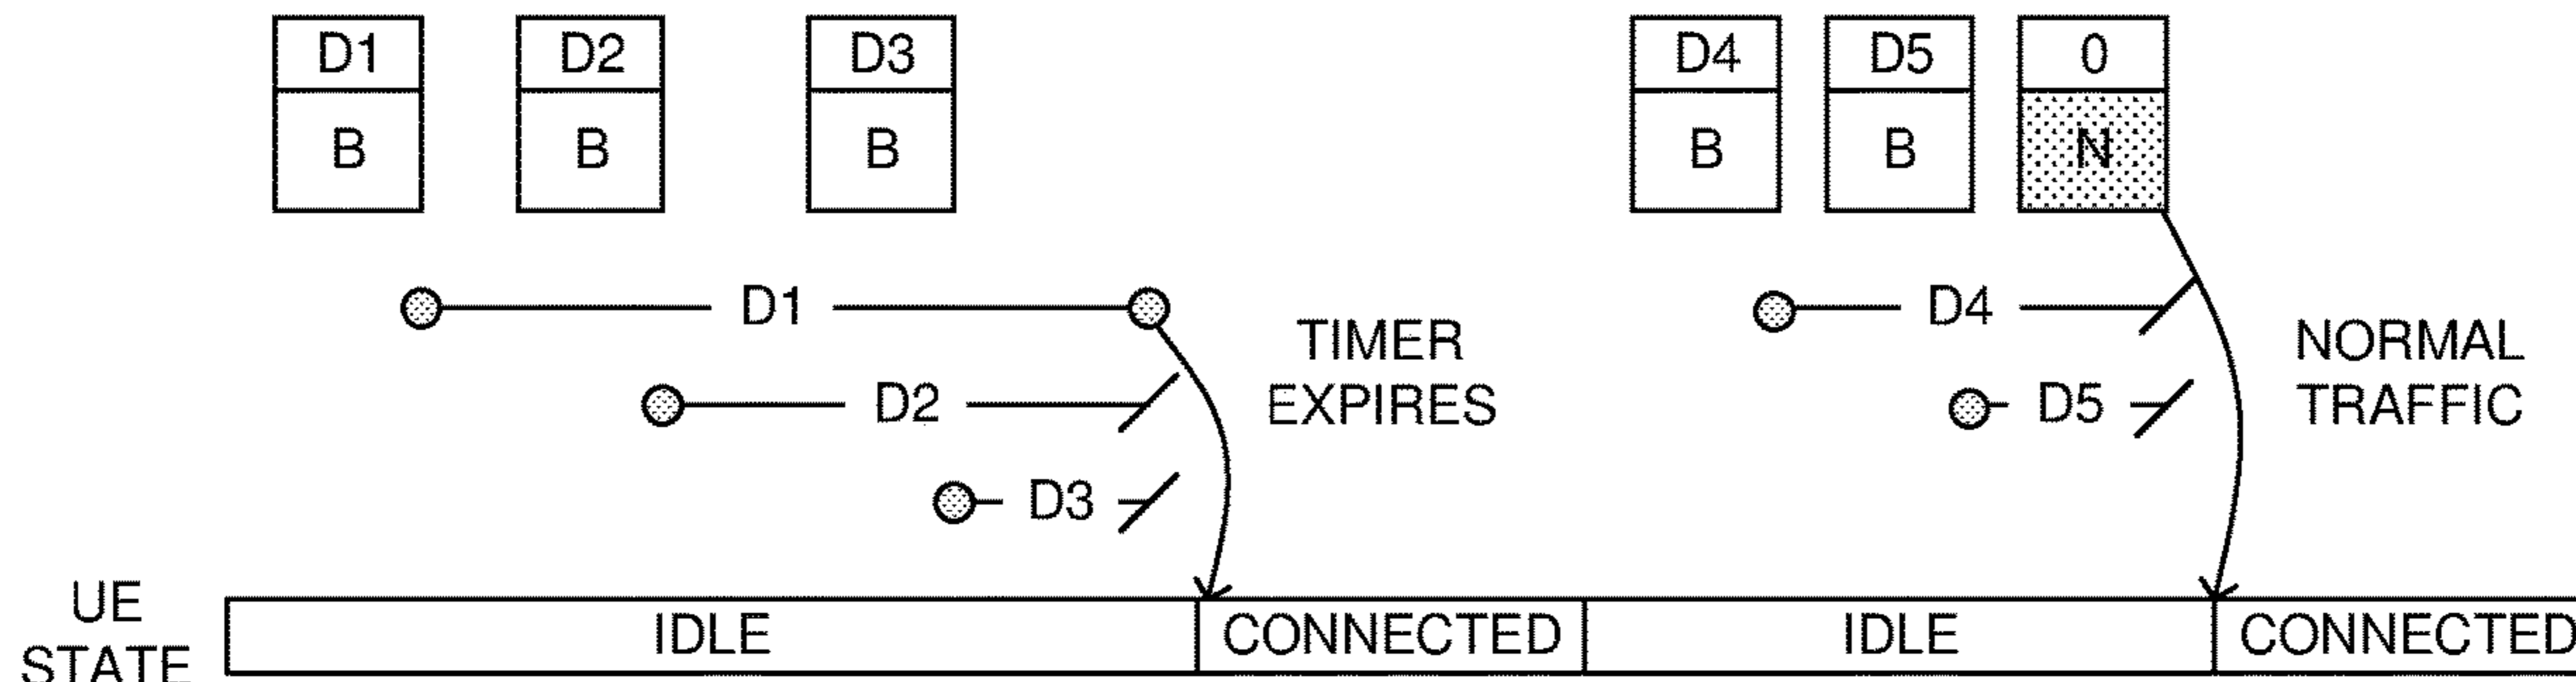 D1 D2 D3 D4 D5 0
B B B B B N
D1 D4
TIMER
EXPIRES
NORMAL
TRAFFIC
D2 D5
D3
UE
STATE
IDLE CONNECTED IDLE CONNECTED